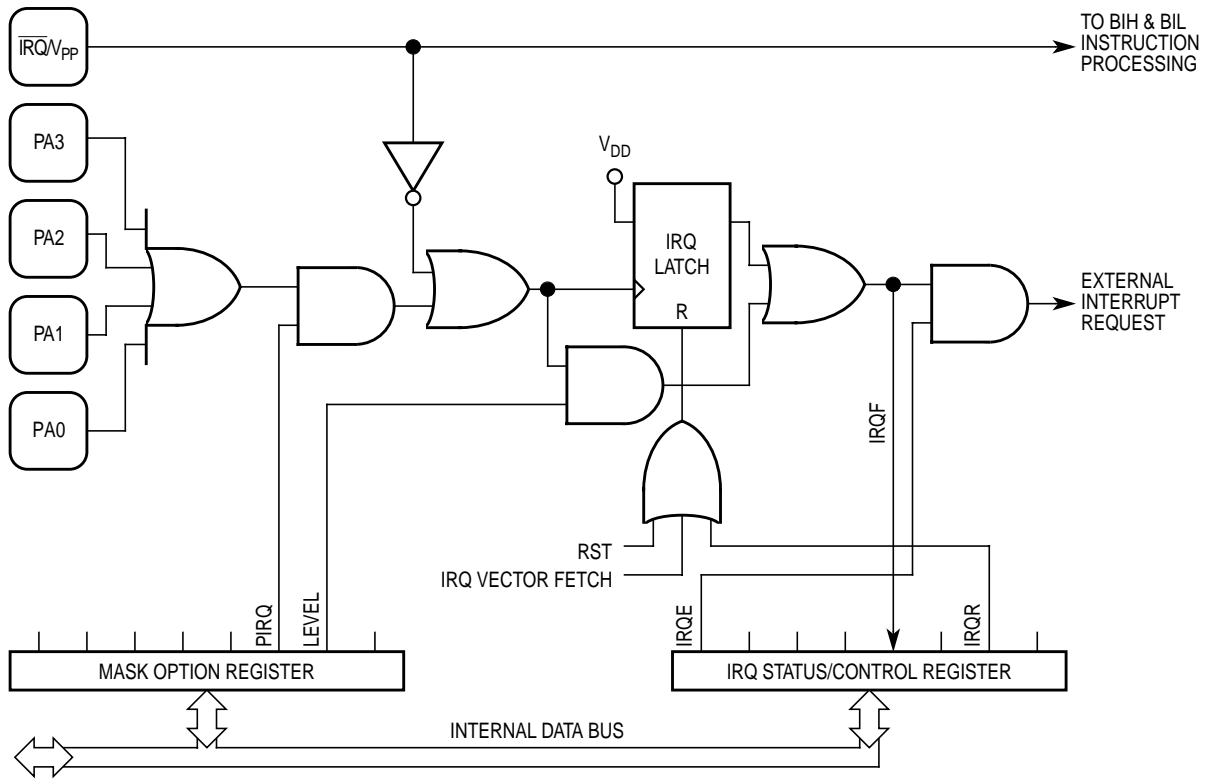 IRQ/VPP
TO BIH & BIL
INSTRUCTION
PROCESSING
PA3
VDD
PA2
IRQ
LATCH
R
EXTERNAL
INTERRUPT
REQUEST
PA1
PA0
IRQF
RST
IRQ VECTOR FETCH
PIRQ
LEVEL
IRQE
IRQR
MASK OPTION REGISTER
IRQ STATUS/CONTROL REGISTER
INTERNAL DATA BUS